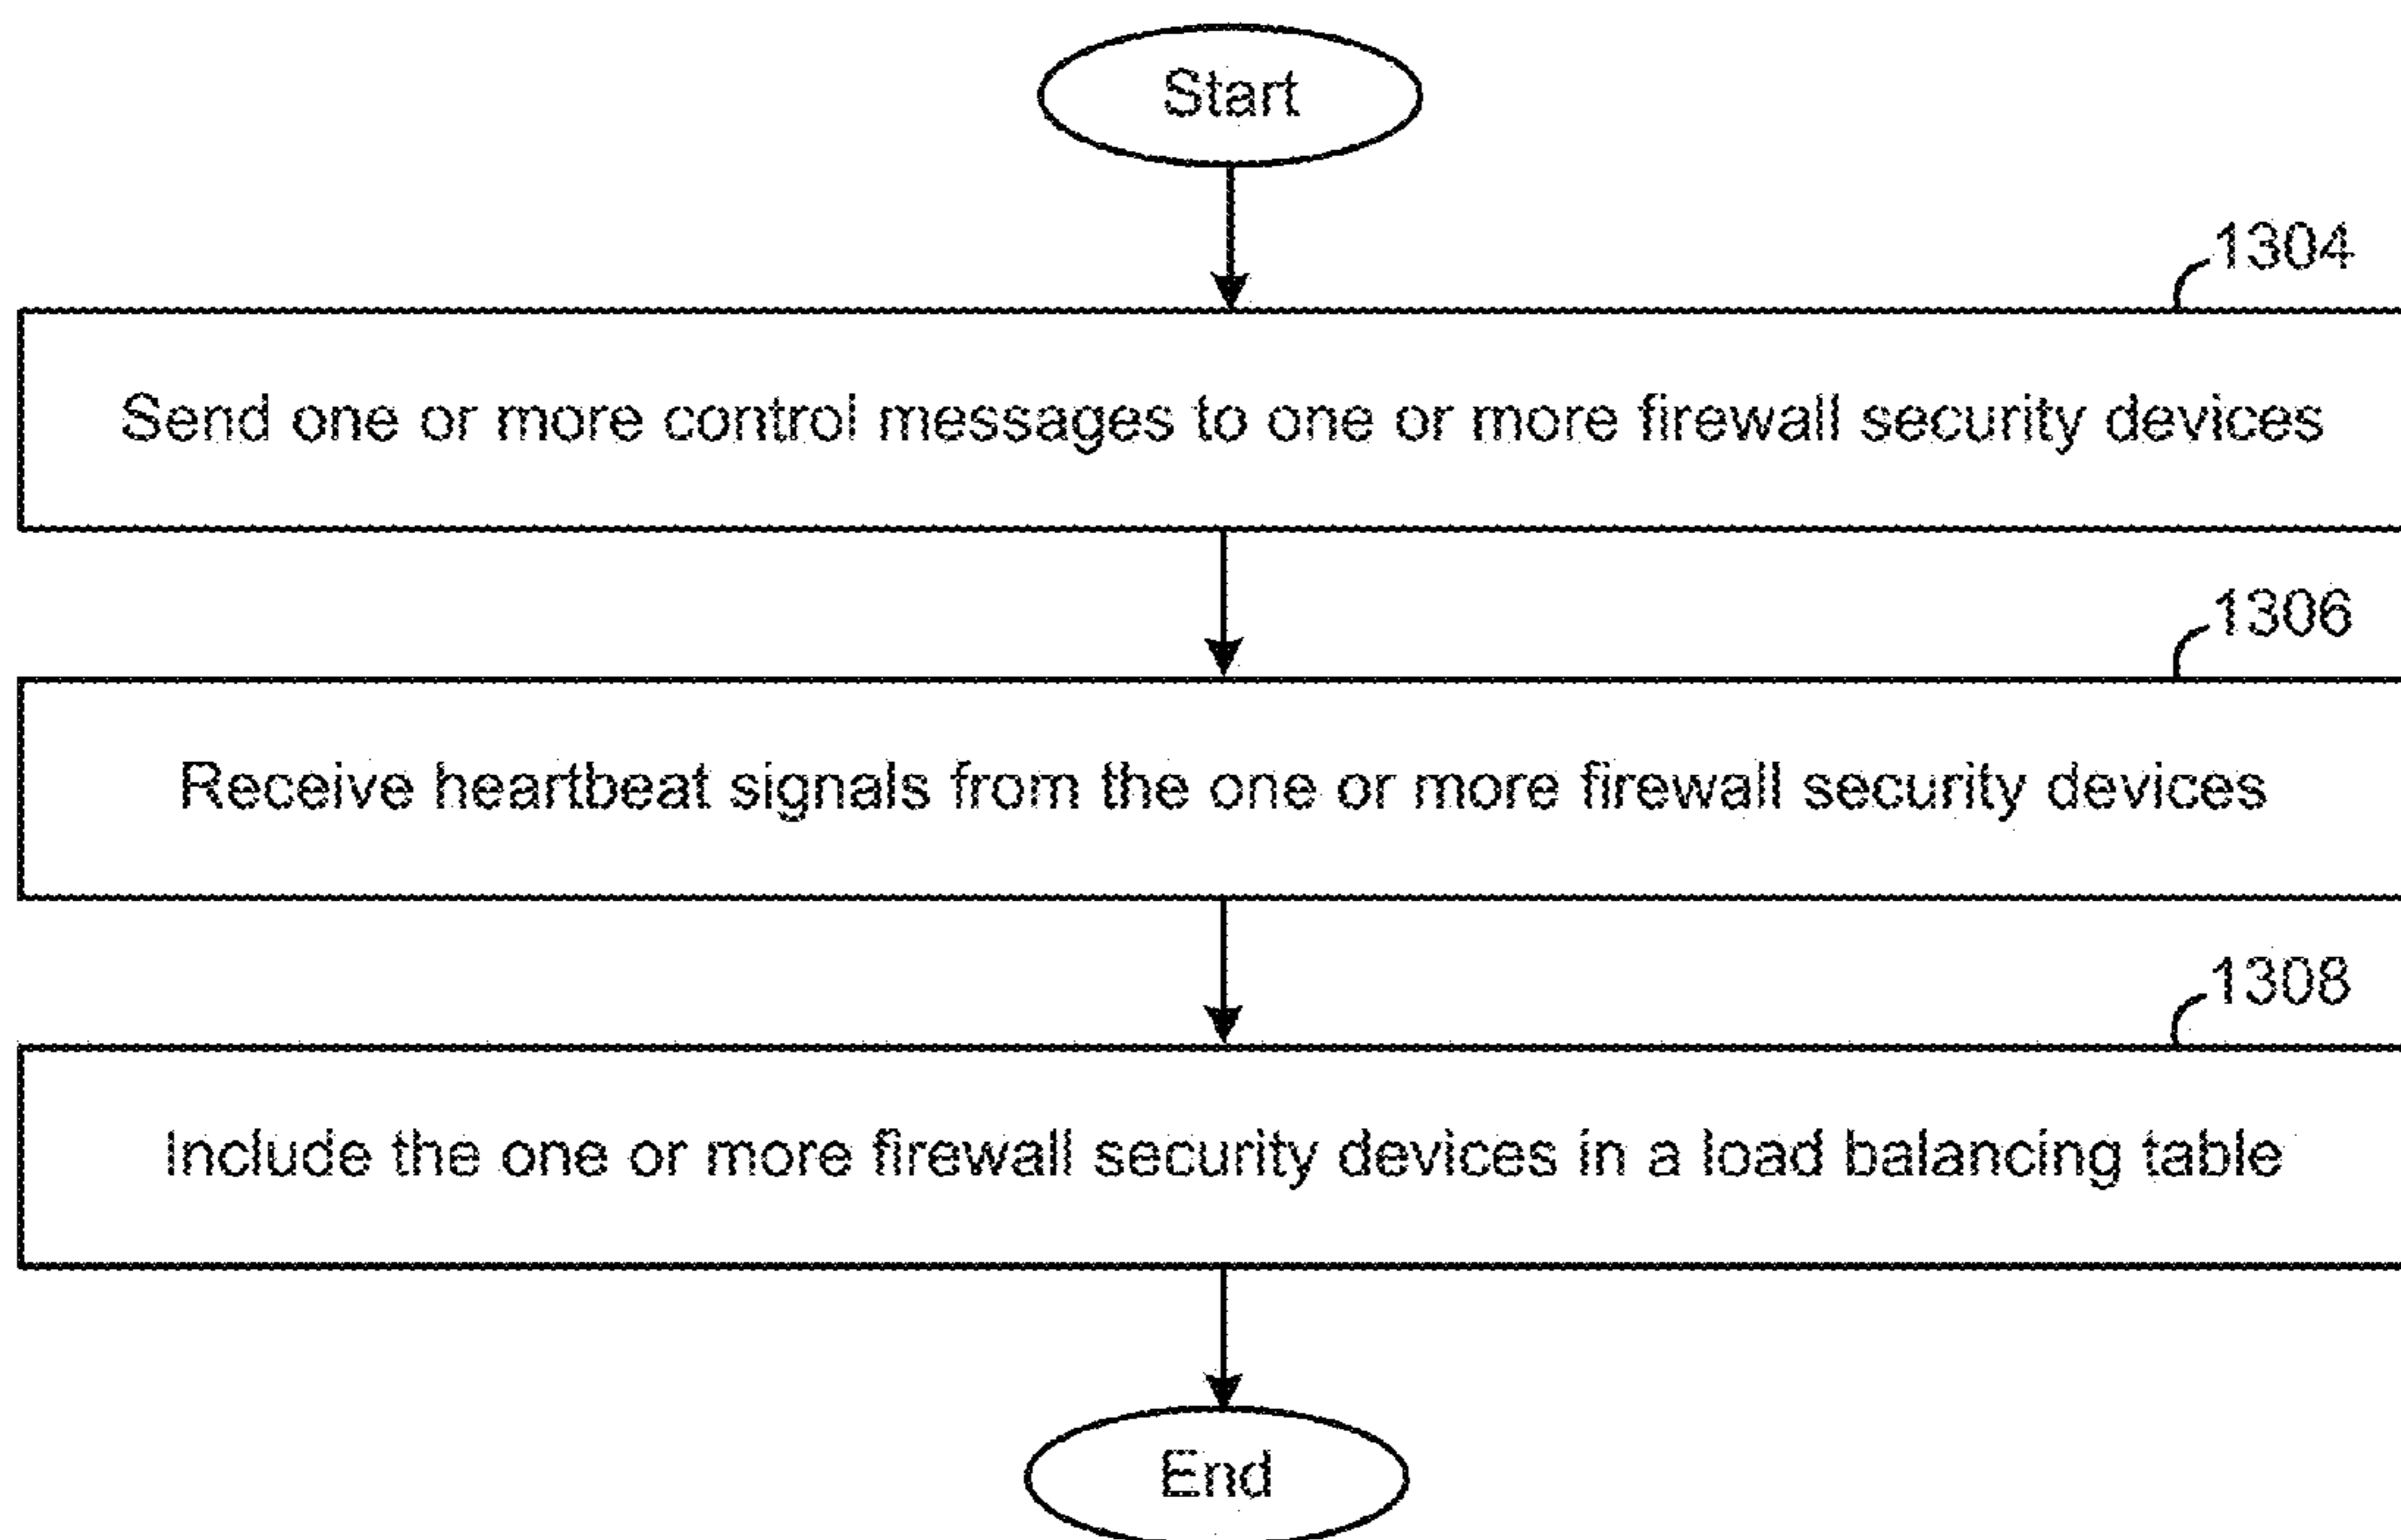 Start
1304
Send one or more control messages to one or more firewall security devices
1306
Receive heartbeat signals from the one or more firewall security devices
1308
Include the one or more firewall security devices in a load balancing table
End